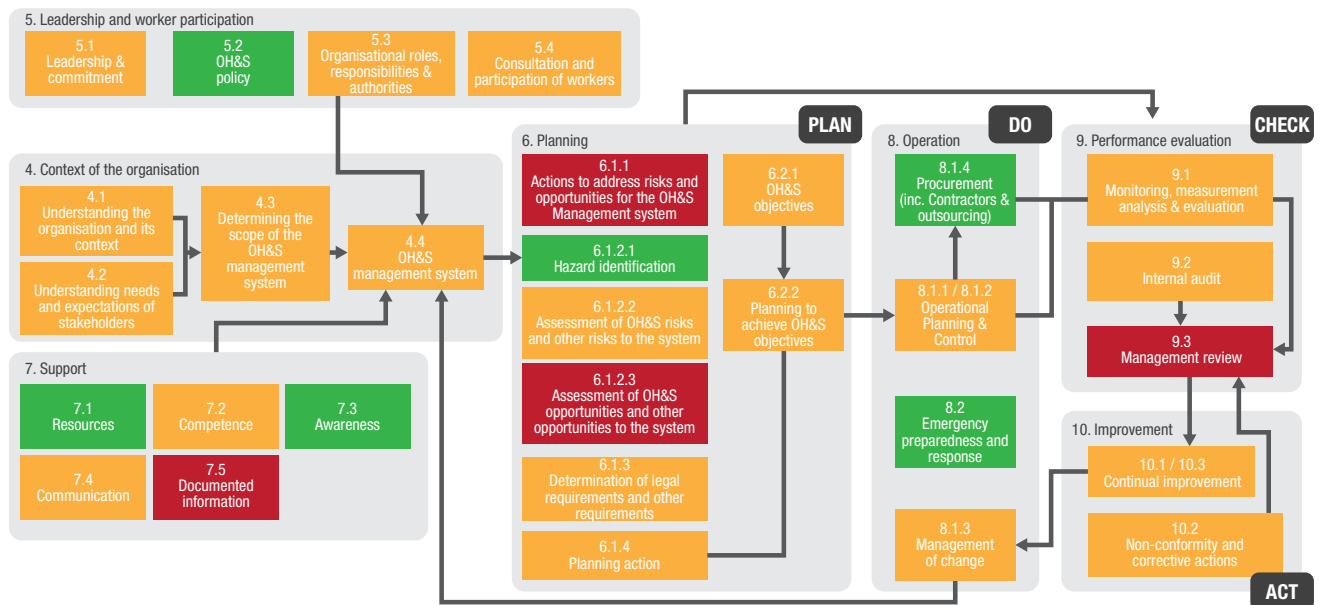 5. Leadership and worker participation
5.1
Leadership &
commitment
5.2
OH&S
policy
5.3
Organisational roles,
responsibilities &
authorities
5.4
Consultation and
participation of workers
4. Context of the organisation
4.1
Understanding the
organisation and its
context
4.2
Understanding needs
and expectations of
stakeholders
4.3
Determining the
scope of the
OH&S
management
system
4.4
OH&S
management system
7. Support
7.1
Resources
7.2
Competence
7.3
Awareness
7.4
Communication
7.5
Documented
information
PLAN
6. Planning
6.1.1
Actions to address risks and
opportunities for the OH&S
Management system
6.1.2.1
Hazard identification
6.1.2.2
Assessment of OH&S risks
and other risks to the system
6.1.2.3
Assessment of OH&S
opportunities and other
opportunities to the system
6.1.3
Determination of legal
requirements and other
requirements
6.1.4
Planning action
6.2.1
OH&S
objectives
6.2.2
Planning to
achieve OH&S
objectives
DO
8. Operation
8.1.4
Procurement
(inc. Contractors &
outsourcing)
8.1.1 / 8.1.2
Operational
Planning &
Control
8.2
Emergency
preparedness and
response
8.1.3
Management
of change
CHECK
9. Performance evaluation
9.1
Monitoring, measurement
analysis & evaluation
9.2
Internal audit
9.3
Management review
10. Improvement
10.1 / 10.3
Continual improvement
10.2
Non-conformity and
corrective actions
ACT